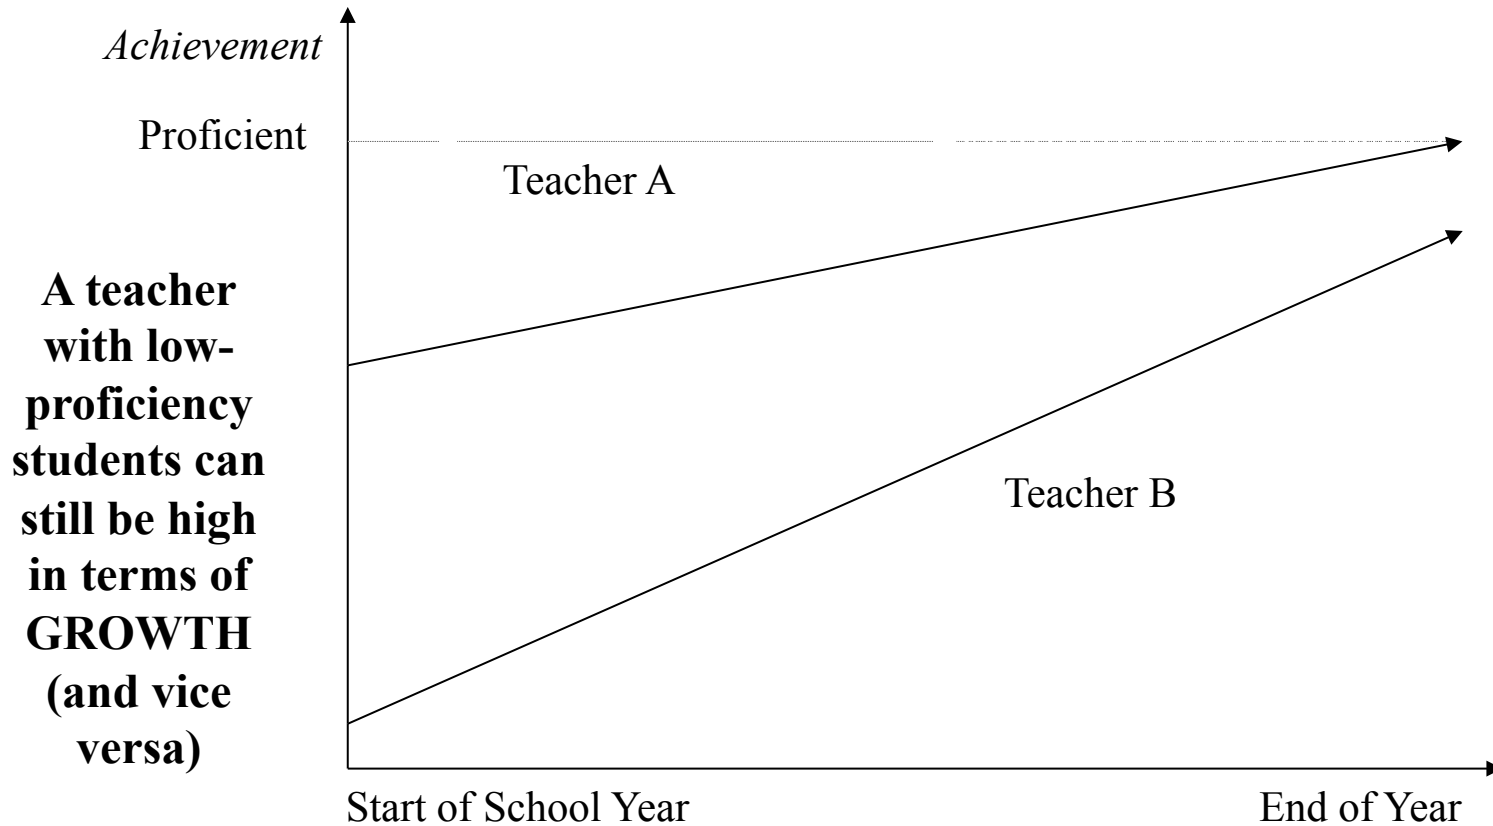 Achievement
Proficient
Teacher A
A teacher
with low-
proficiency
students can
still be high
in terms of
GROWTH
(and vice
versa)
Teacher B
Start of School Year
End of Year